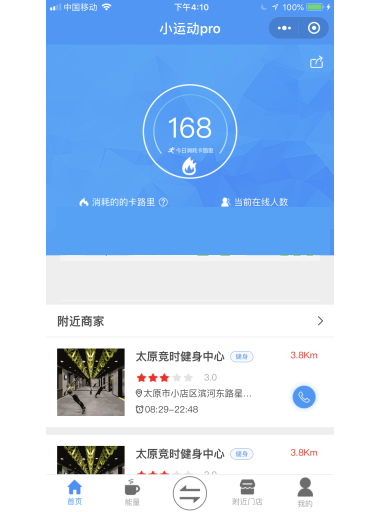 中国移动 下午4:10 100%
小运动pro
168
今日消耗卡路里
消耗的的卡路里 ? 当前在线人数
附近商家
太原竞时健身中心 健身 3.8Km
3.0
太原市小店区滨河东路星...
08:29~22:48
太原竞时健身中心 健身 3.8Km
3.0
首页 能量 附近门店 我的